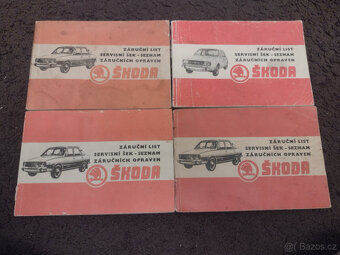 ZÁRUČNÍ LIST
SERVISNÍ ŠEK - SEZNAM
ZÁRUČNÍCH OPRAVEN
ŠKODA
ZÁRUČNÍ LIST
SERVISNÍ ŠEK - SEZNAM
ZÁRUČNÍCH OPRAVEN
ŠKODA
ZÁRUČNÍ LIST
SERVISNÍ ŠEK - SEZNAM
ZÁRUČNÍCH OPRAVEN
ŠKODA
ZÁRUČNÍ LIST
SERVISNÍ ŠEK - SEZNAM
ZÁRUČNÍCH OPRAVEN
ŠKODA
Bazoš.cz